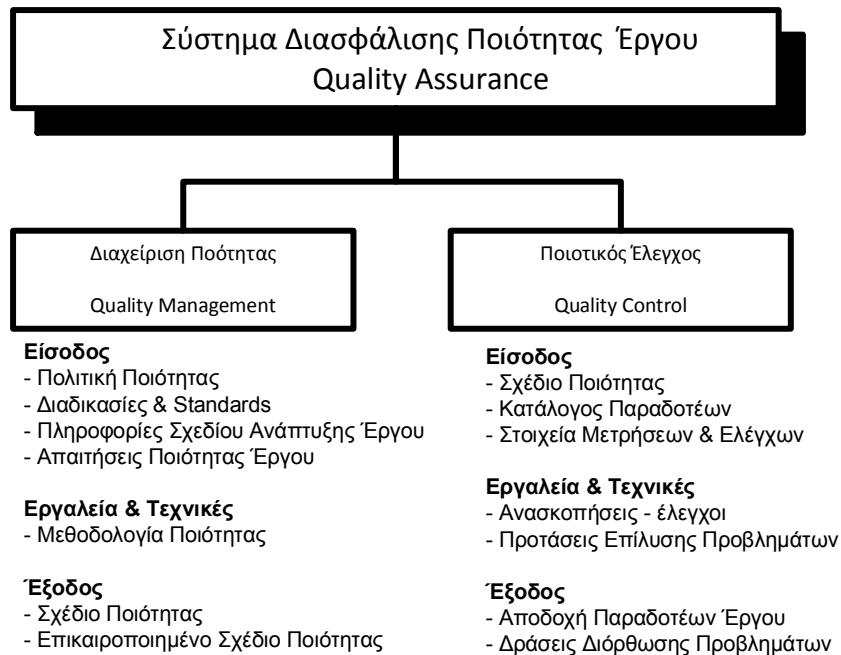 Σύστημα Διασφάλισης Ποιότητας Έργου
Quality Assurance
Διαχείριση Ποότητας
Quality Management
Είσοδος
- Πολιτική Ποιότητας
- Διαδικασίες & Standards
- Πληροφορίες Σχεδίου Ανάπτυξης Έργου
- Απαιτήσεις Ποιότητας Έργου
Εργαλεία & Τεχνικές
- Μεθοδολογία Ποιότητας
Έξοδος
- Σχέδιο Ποιότητας
- Επικαιροποιημένο Σχέδιο Ποιότητας
Ποιοτικός Έλεγχος
Quality Control
Είσοδος
- Σχέδιο Ποιότητας
- Κατάλογος Παραδοτέων
- Στοιχεία Μετρήσεων & Ελέγχων
Εργαλεία & Τεχνικές
- Ανασκοπήσεις - έλεγχοι
- Προτάσεις Επίλυσης Προβλημάτων
Έξοδος
- Αποδοχή Παραδοτέων Έργου
- Δράσεις Διόρθωσης Προβλημάτων